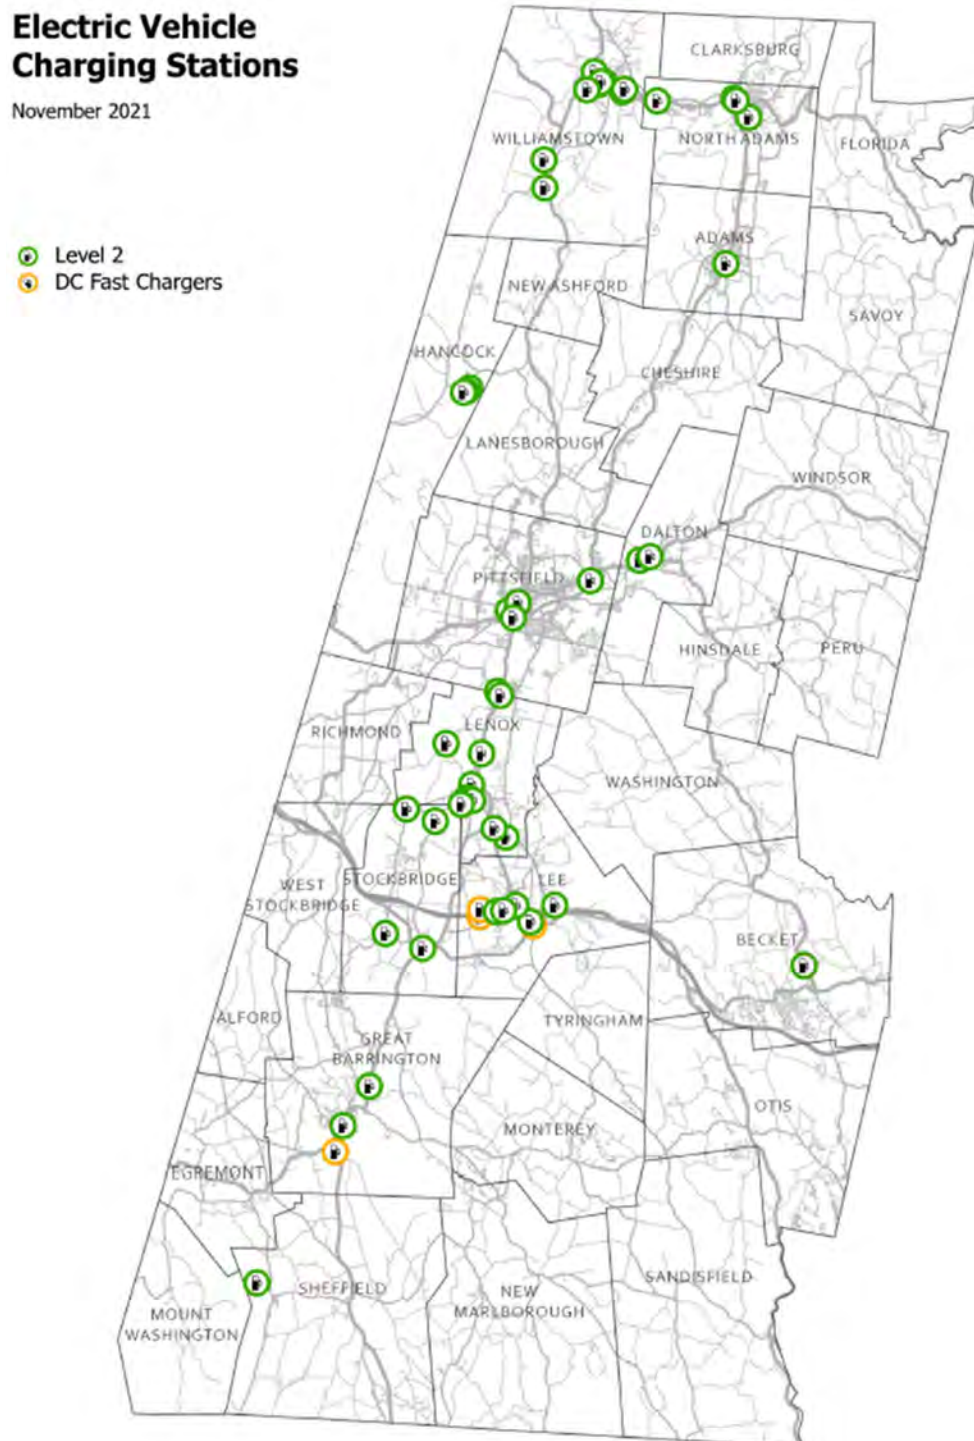 Electric Vehicle
Charging Stations
November 2021
Level 2
DC Fast Chargers
CLARKSBURG
WILLIAMSTOWN
NORTH ADAMS
FLORIDA
ADAMS
NEW ASHFORD
SAVOY
HANCOCK
CHESHIRE
LANESBOROUGH
WINDSOR
DALTON
PITTSFIELD
HINSDALE
PERU
LENOX
RICHMOND
WASHINGTON
STOCKBRIDGE
LEE
WEST
STOCKBRIDGE
BECKET
ALFORD
TYRINGHAM
GREAT
BARRINGTON
OTIS
MONTEREY
EGREMONT
SANDISFIELD
SHEFFIELD
NEW
MARLBOROUGH
MOUNT
WASHINGTON